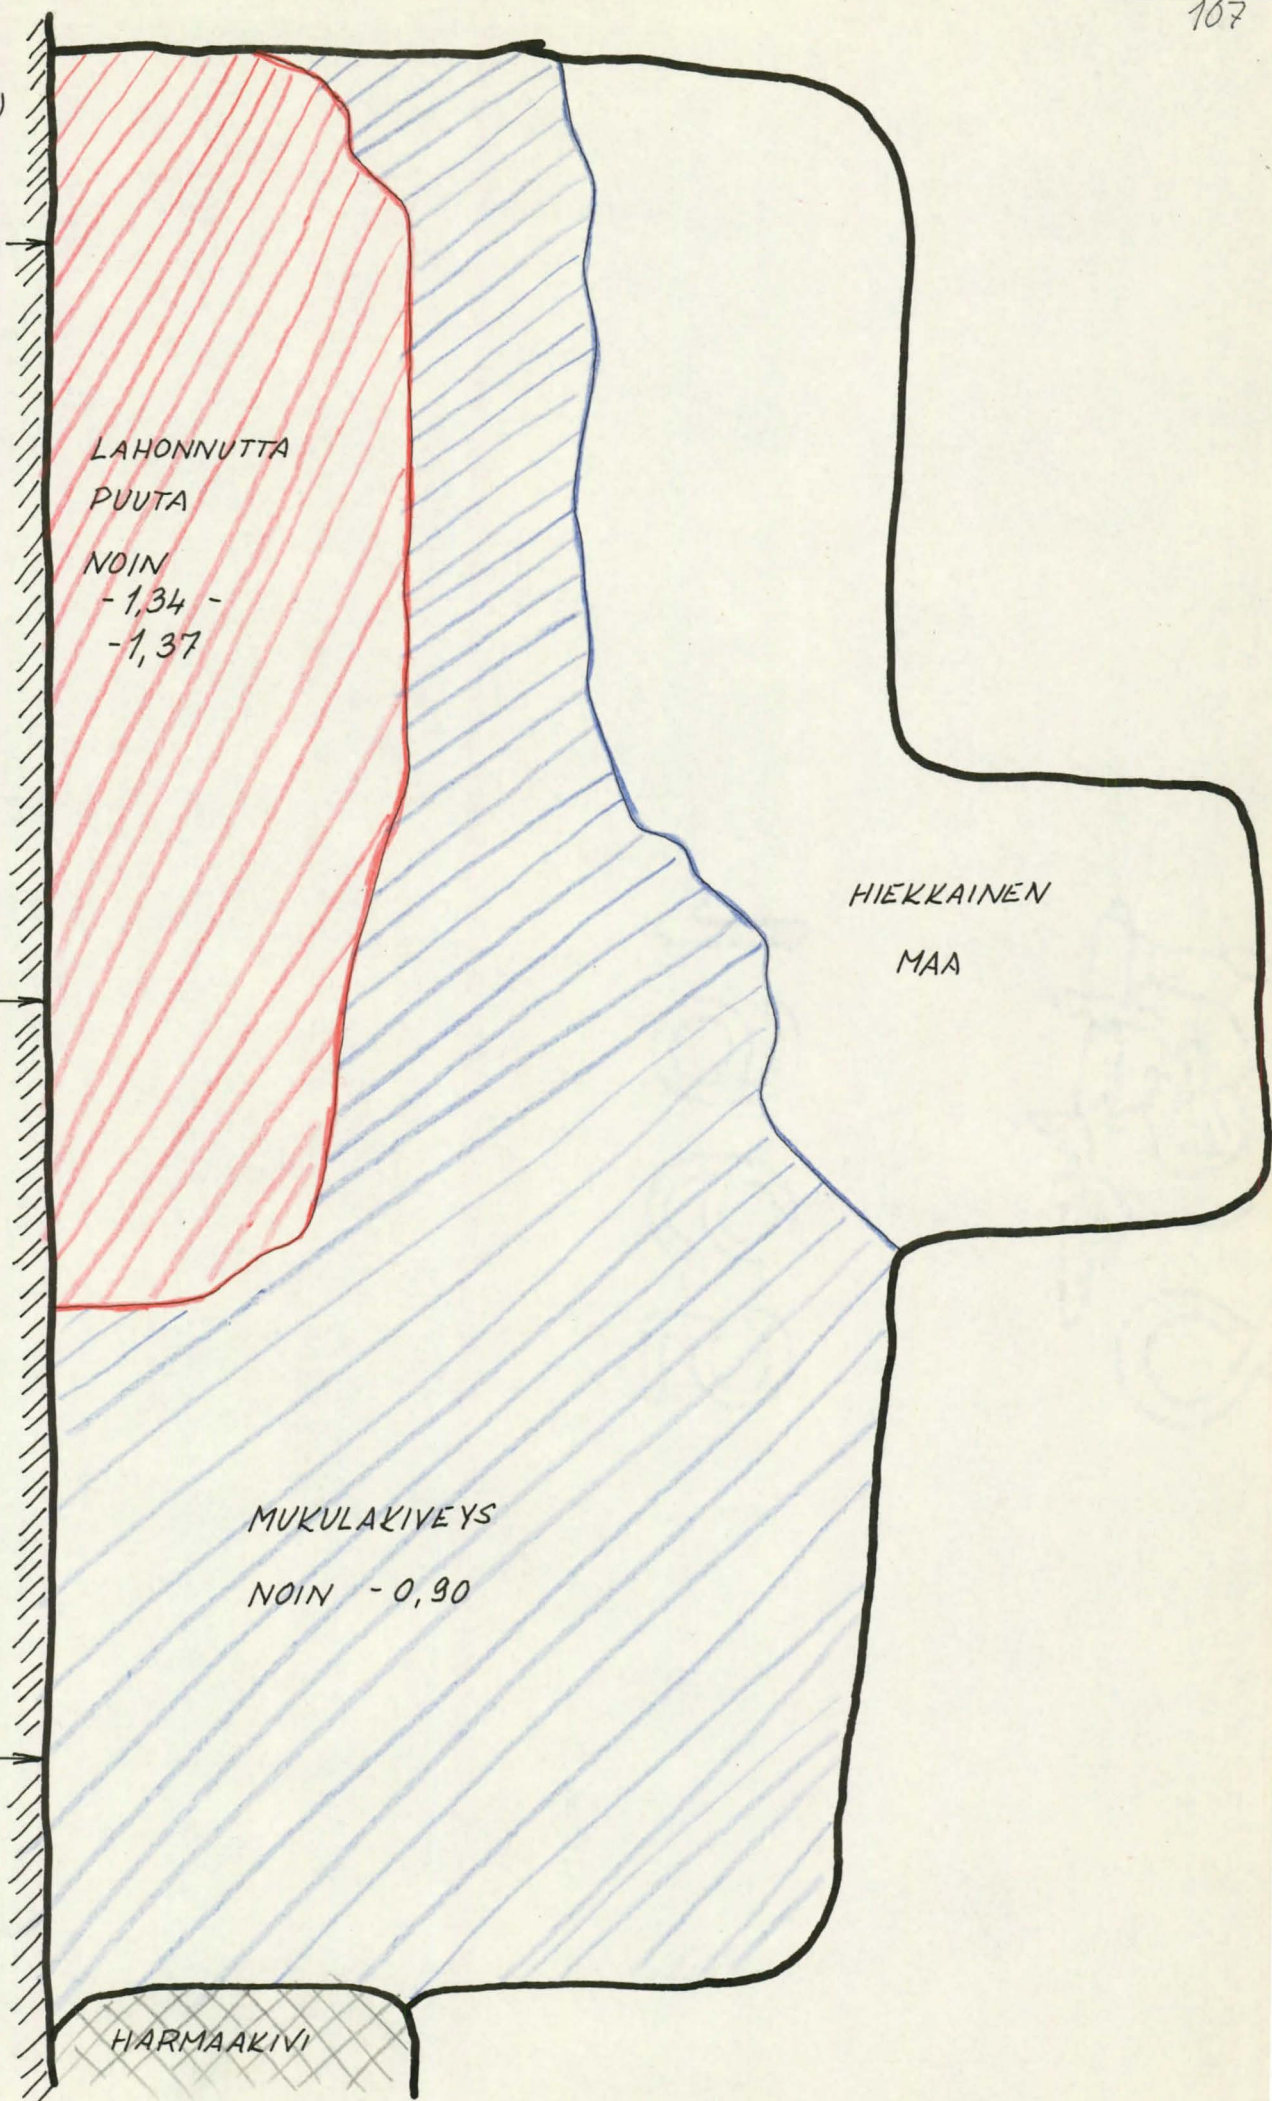 107
LAHONNUTTA
PUUTA
NOIN
-1,34 -
-1,37
HIEKKAINEN
MAA
MUKULAKIVEYS
NOIN -0,90
HARMAAKIVI